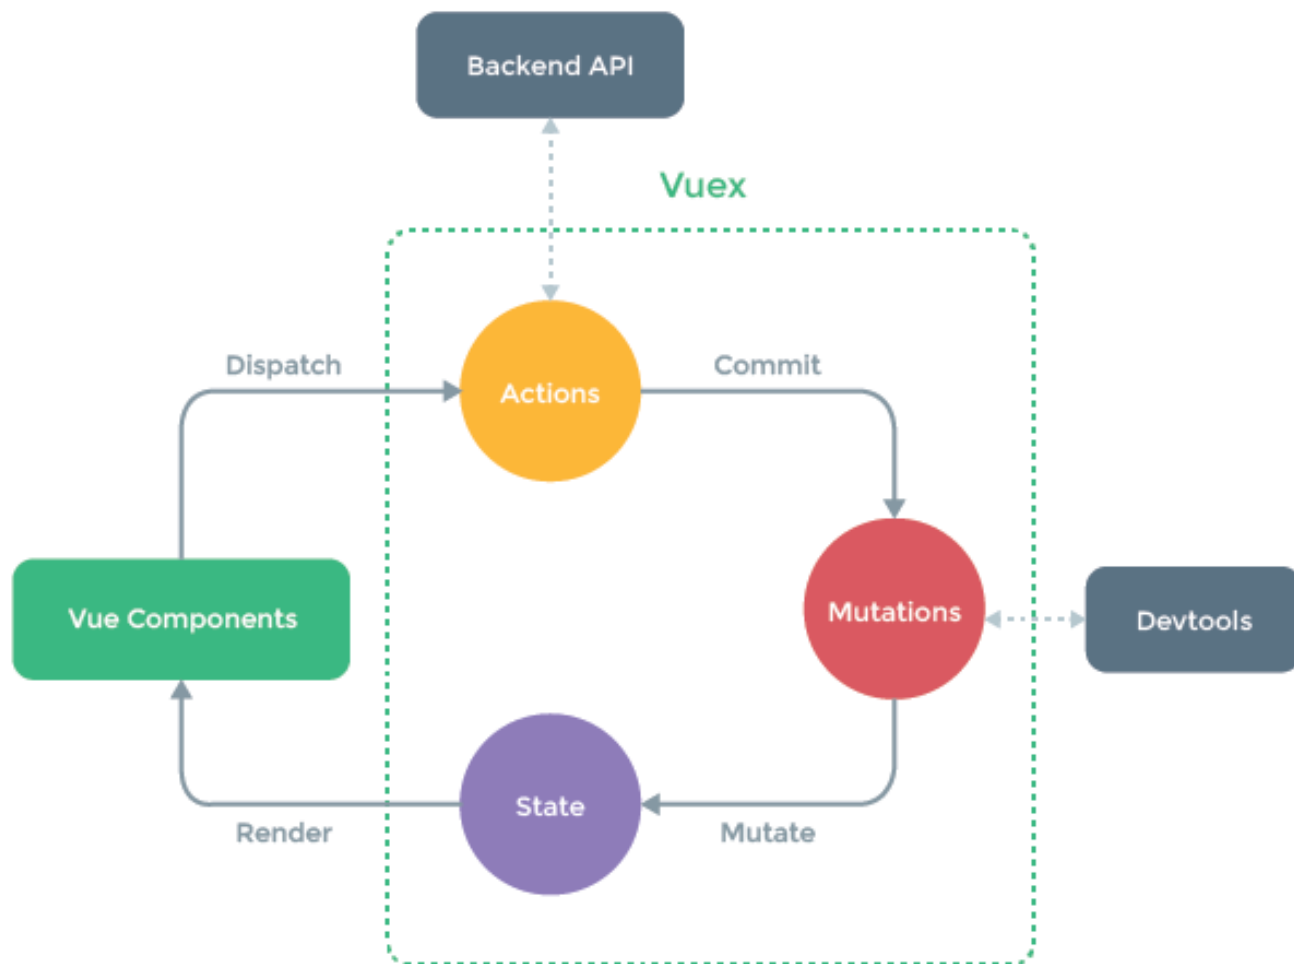 Backend API
Vuex
Dispatch
Commit
Actions
Vue Components
Mutations
Devtools
State
Render
Mutate